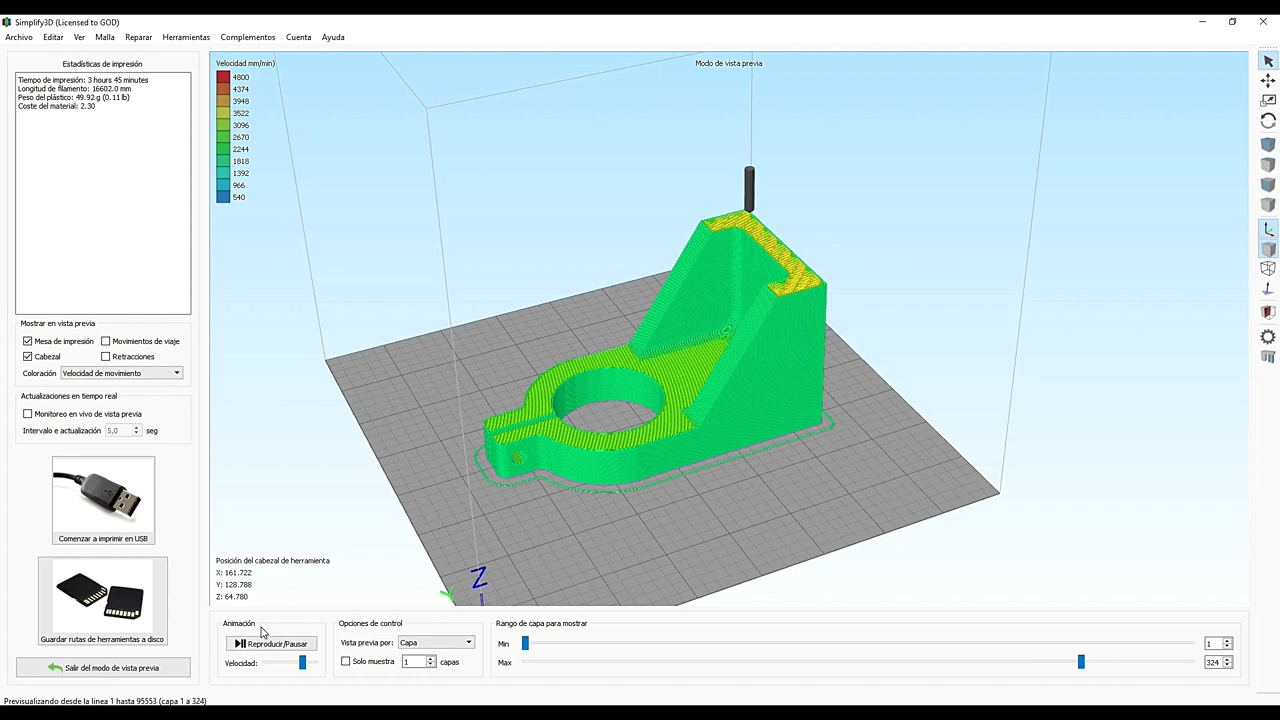 Simplify3D (Licensed to GOD)
Archivo Editar Ver Malla Reparar Herramientas Complementos Cuenta Ayuda
Estadísticas de impresión
Tiempo de impresión: 3 hours 45 minutes
Longitud de filamento: 16602.0 mm
Peso del plástico: 49.92 g (0.11 lb)
Coste del material: 2.30
Mostrar en vista previa
Mesa de impresión Movimientos de viaje
Cabezal Retracciones
Coloración Velocidad de movimiento
Actualizaciones en tiempo real
Monitoreo en vivo de vista previa
Intervalo e actualización 5,0 seg
Comenzar a imprimir en USB
Guardar rutas de herramientas a disco
Salir del modo de vista previa
Velocidad mm/min)
4800
4374
3948
3522
3096
2670
2244
1818
1392
966
540
Modo de vista previa
Z
Posición del cabezal de herramienta
X: 161.722
Y: 128.788
Z: 64.780
Animación
Reproducir/Pausar
Velocidad:
Opciones de control
Vista previa por: Capa
Solo muestra 1 capas
Rango de capa para mostrar
Min 1
Max 324
Previsualizando desde la linea 1 hasta 95553 (capa 1 a 324)